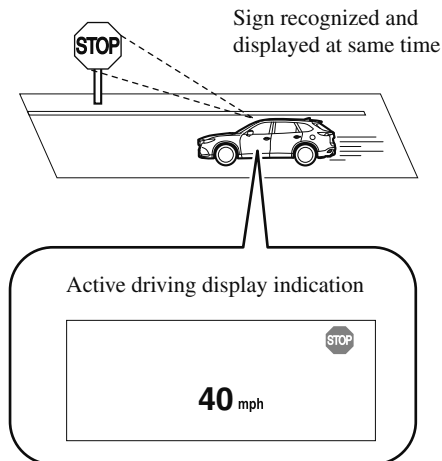 Sign recognized and
displayed at same time
STOP
Active driving display indication
STOP
40 mph